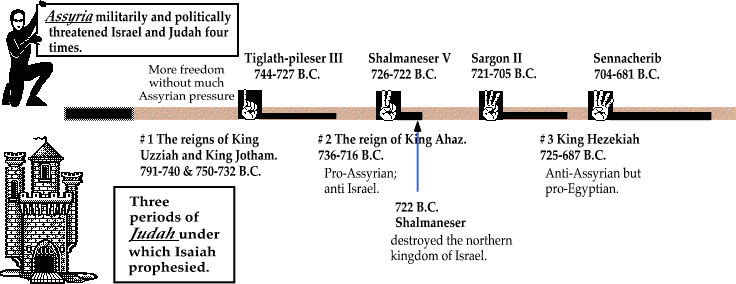 Assyria militarily and politically
threatened Israel and Judah four
times.
More freedom
without much
Assyrian pressure
Tiglath-pileser III
744-727 B.C.
Shalmaneser V
726-722 B.C.
Sargon II
721-705 B.C.
Sennacherib
704-681 B.C.
# 1 The reigns of King
Uzziah and King Jotham.
791-740 & 750-732 B.C.
# 2 The reign of King Ahaz.
736-716 B.C.
Pro-Assyrian;
anti Israel.
# 3 King Hezekiah
725-687 B.C.
Anti-Assyrian but
pro-Egyptian.
722 B.C.
Shalmaneser
destroyed the northern
kingdom of Israel.
Three
periods of
Judah under
which Isaiah
prophesied.